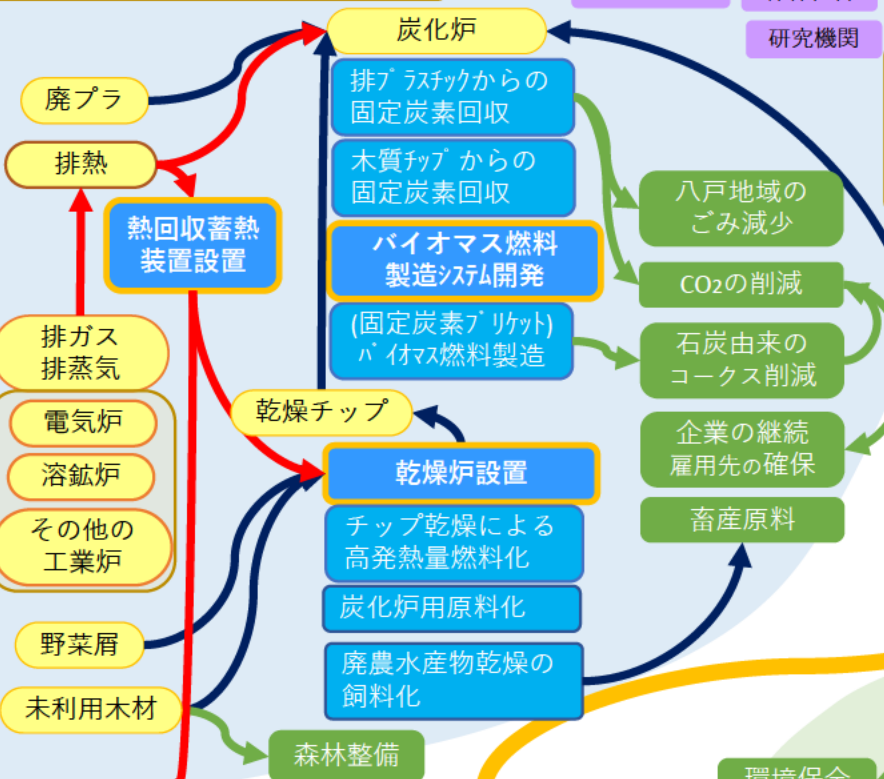 炭化炉
研究機関
排プラスチックからの
固定炭素回収
廃プラ
木質チップからの
固定炭素回収
排熱
八戸地域の
ごみ減少
熱回収蓄熱
装置設置
バイオマス燃料
製造システム開発
CO2の削減
(固定炭素ブリケット)
バイオマス燃料製造
排ガス
排蒸気
石炭由来の
コークス削減
乾燥チップ
電気炉
企業の継続
雇用先の確保
溶鉱炉
乾燥炉設置
その他の
工業炉
チップ乾燥による
高発熱量燃料化
畜産原料
炭化炉用原料化
野菜屑
廃農水産物乾燥の
飼料化
未利用木材
森林整備
環境保全